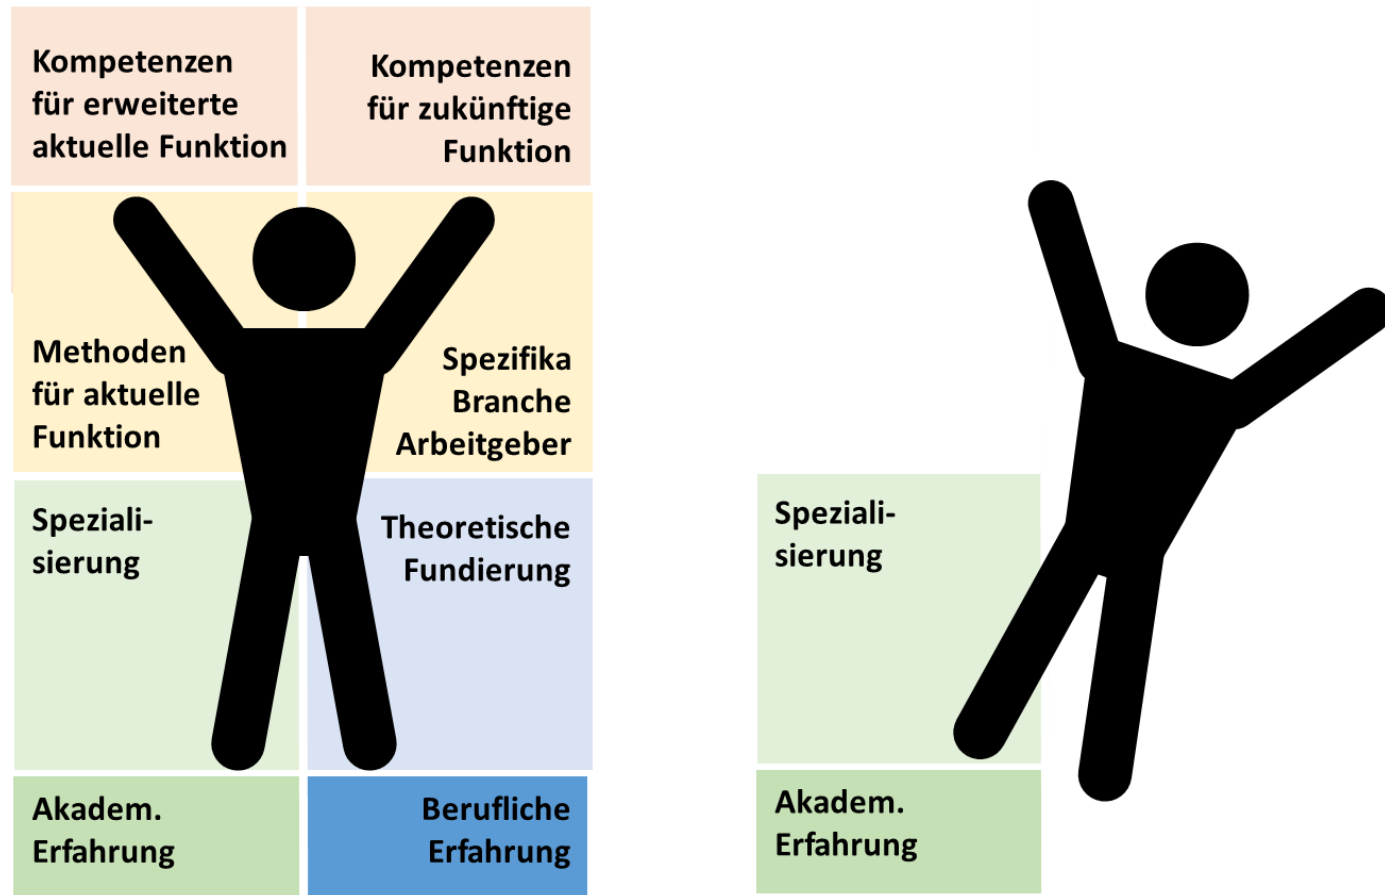 Kompetenzen
für erweiterte
aktuelle Funktion
Kompetenzen
für zukünftige
Funktion
Methoden
für aktuelle
Funktion
Spezifika
Branche
Arbeitgeber
Speziali-
sierung
Theoretische
Fundierung
Akadem.
Erfahrung
Berufliche
Erfahrung
Speziali-
sierung
Akadem.
Erfahrung